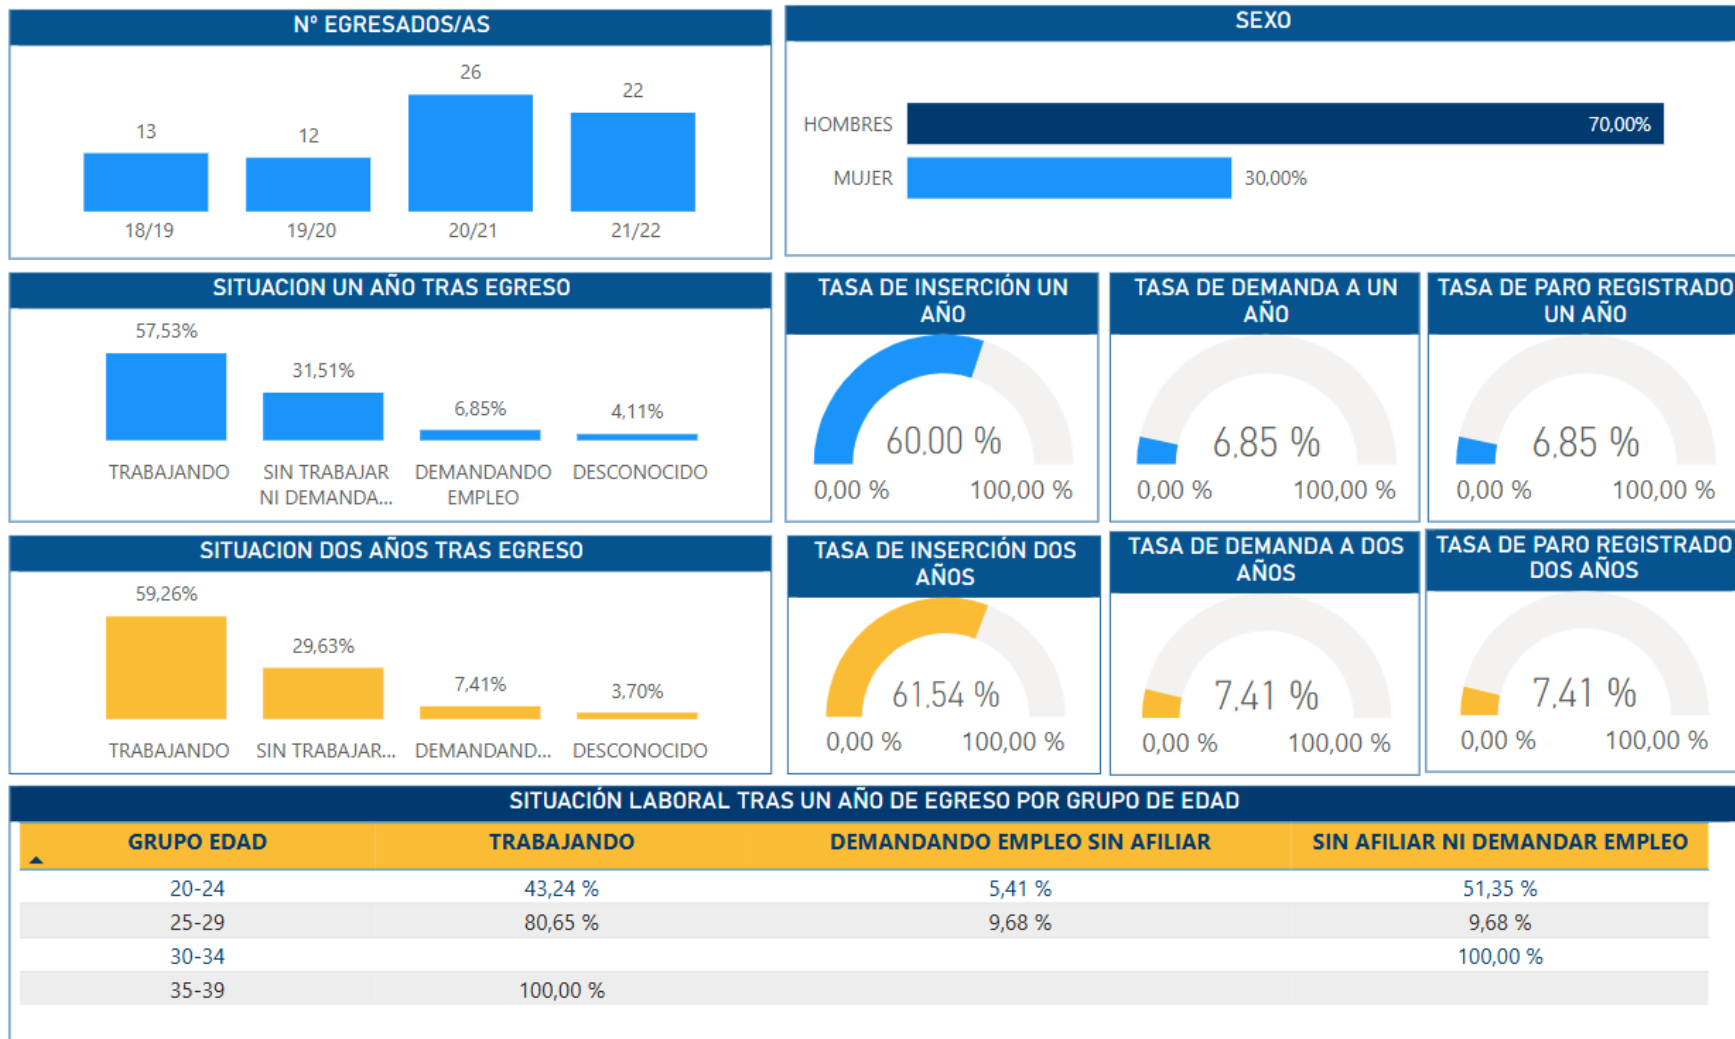 Nº EGRESADOS/AS
13
12
26
22
18/19
19/20
20/21
21/22
SEXO
HOMBRES
70,00%
MUJER
30,00%
SITUACION UN AÑO TRAS EGRESO
57,53%
31,51%
6,85%
4,11%
TRABAJANDO
SIN TRABAJAR
NI DEMANDA...
DEMANDANDO
EMPLEO
DESCONOCIDO
TASA DE INSERCIÓN UN
AÑO
60,00 %
0,00 %
100,00 %
TASA DE DEMANDA A UN
AÑO
6,85 %
0,00 %
100,00 %
TASA DE PARO REGISTRADO
UN AÑO
6,85 %
0,00 %
100,00 %
SITUACION DOS AÑOS TRAS EGRESO
59,26%
29,63%
7,41%
3,70%
TRABAJANDO
SIN TRABAJAR...
DEMANDAND...
DESCONOCIDO
TASA DE INSERCIÓN DOS
AÑOS
61,54 %
0,00 %
100,00 %
TASA DE DEMANDA A DOS
AÑOS
7,41 %
0,00 %
100,00 %
TASA DE PARO REGISTRADO
DOS AÑOS
7,41 %
0,00 %
100,00 %
SITUACIÓN LABORAL TRAS UN AÑO DE EGRESO POR GRUPO DE EDAD
GRUPO EDAD TRABAJANDO DEMANDANDO EMPLEO SIN AFILIAR SIN AFILIAR NI DEMANDAR EMPLEO
20-24 43,24 % 5,41 % 51,35 %
25-29 80,65 % 9,68 % 9,68 %
30-34 100,00 %
35-39 100,00 %